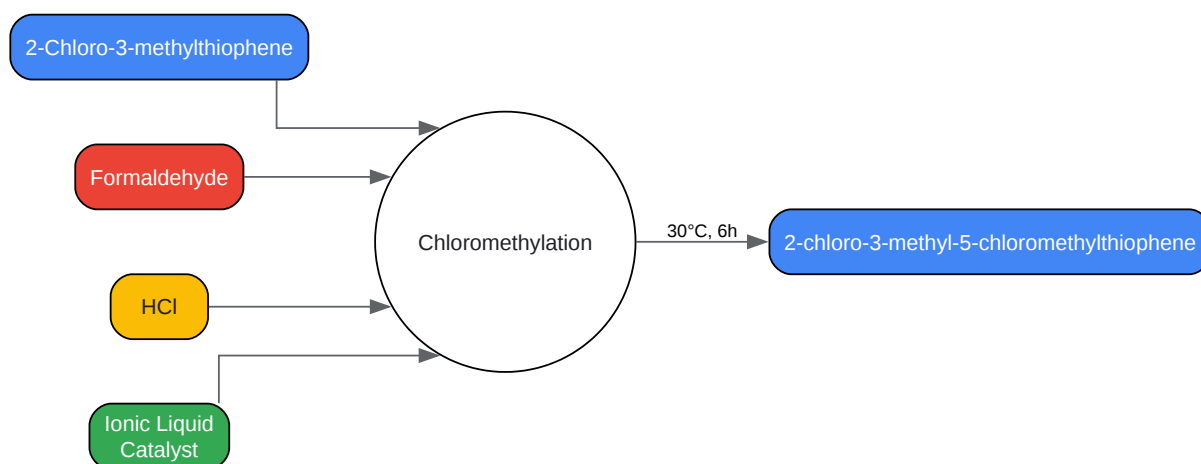 2-Chloro-3-methylthiophene
Formaldehyde
HCl
Ionic Liquid
Catalyst
Chloromethylation
30°C, 6h
2-chloro-3-methyl-5-chloromethylthiophene